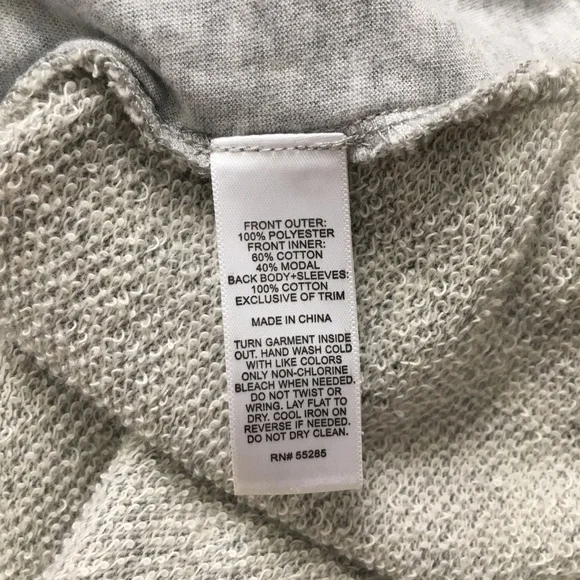 FRONT OUTER:
100% POLYESTER
FRONT INNER:
60% COTTON
40% MODAL
BACK BODY+SLEEVES:
100% COTTON
EXCLUSIVE OF TRIM
MADE IN CHINA
TURN GARMENT INSIDE
OUT. HAND WASH COLD
WITH LIKE COLORS
ONLY NON-CHLORINE
BLEACH WHEN NEEDED.
DO NOT TWIST OR
WRING. LAY FLAT TO
DRY. COOL IRON ON
REVERSE IF NEEDED.
DO NOT DRY CLEAN.
RN# 55285